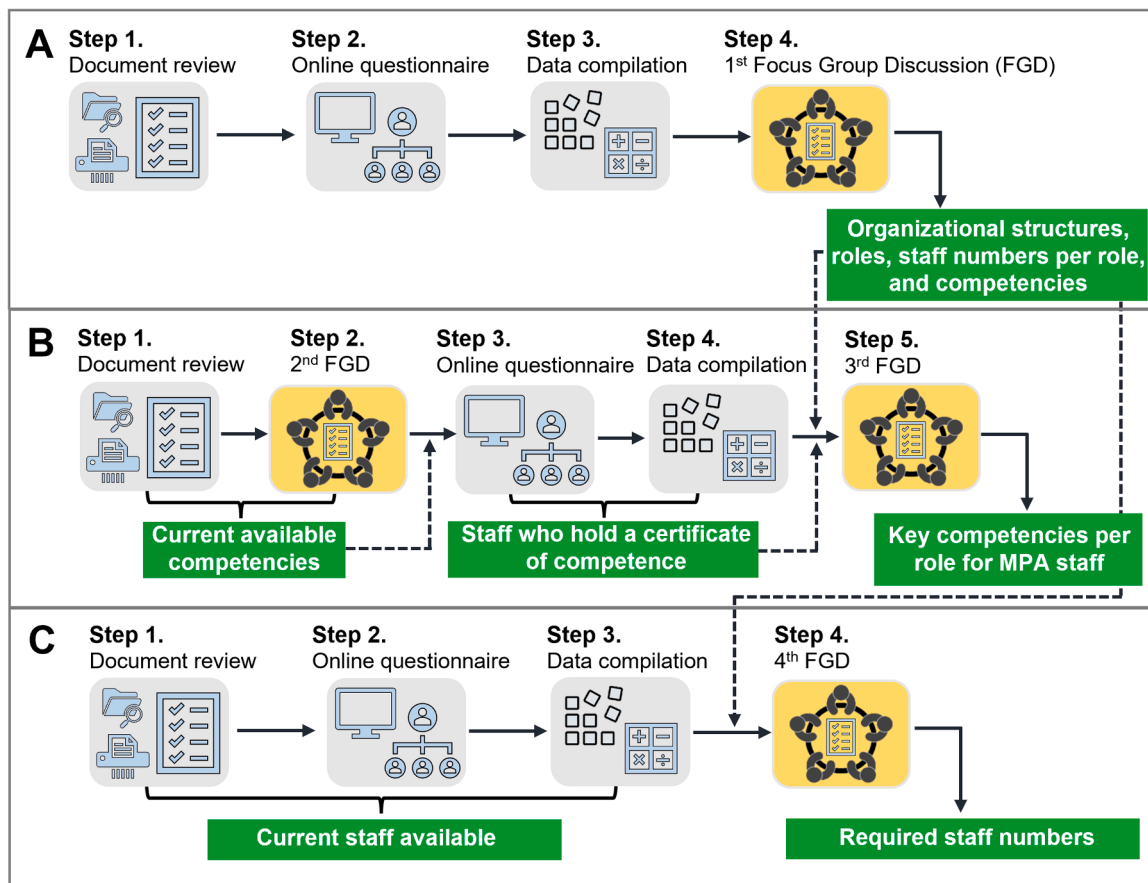 A
Step 1.
Document review
Step 2.
Online questionnaire
Step 3.
Data compilation
Step 4.
1st Focus Group Discussion (FGD)
Organizational structures,
roles, staff numbers per role,
and competencies
B
Step 1.
Document review
Step 2.
2nd FGD
Step 3.
Online questionnaire
Step 4.
Data compilation
Step 5.
3rd FGD
Current available
competencies
Staff who hold a certificate
of competence
Key competencies per
role for MPA staff
C
Step 1.
Document review
Step 2.
Online questionnaire
Step 3.
Data compilation
Step 4.
4th FGD
Current staff available
Required staff numbers